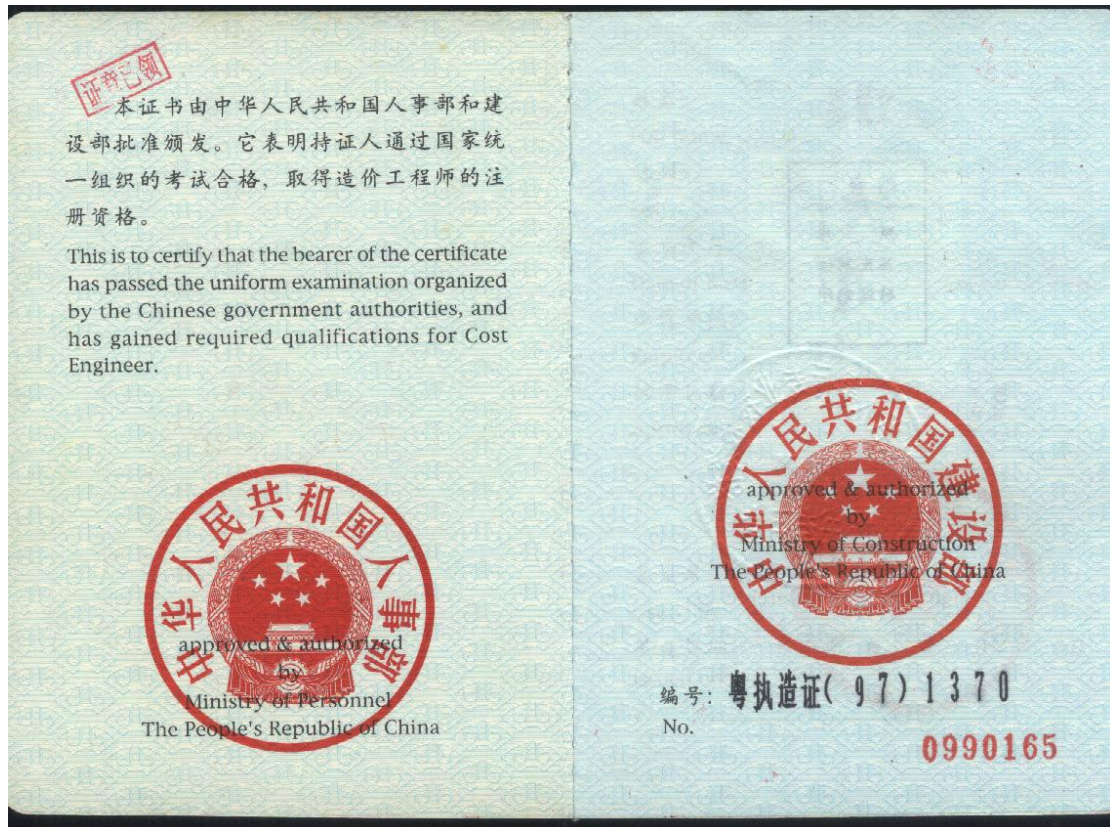 证章已领
本证书由中华人民共和国人事部和建
设部批准颁发。它表明持证人通过国家统
一组织的考试合格，取得造价工程师的注
册资格。
This is to certify that the bearer of the certificate
has passed the uniform examination organized
by the Chinese government authorities, and
has gained required qualifications for Cost
Engineer.
中华人民共和国人事部
approved & authorized
by
Ministry of Personnel
The People's Republic of China
中华人民共和国建设部
approved & authorized
by
Ministry of Construction
The People's Republic of China
编号：粤执造证(97)1370
No.
0990165